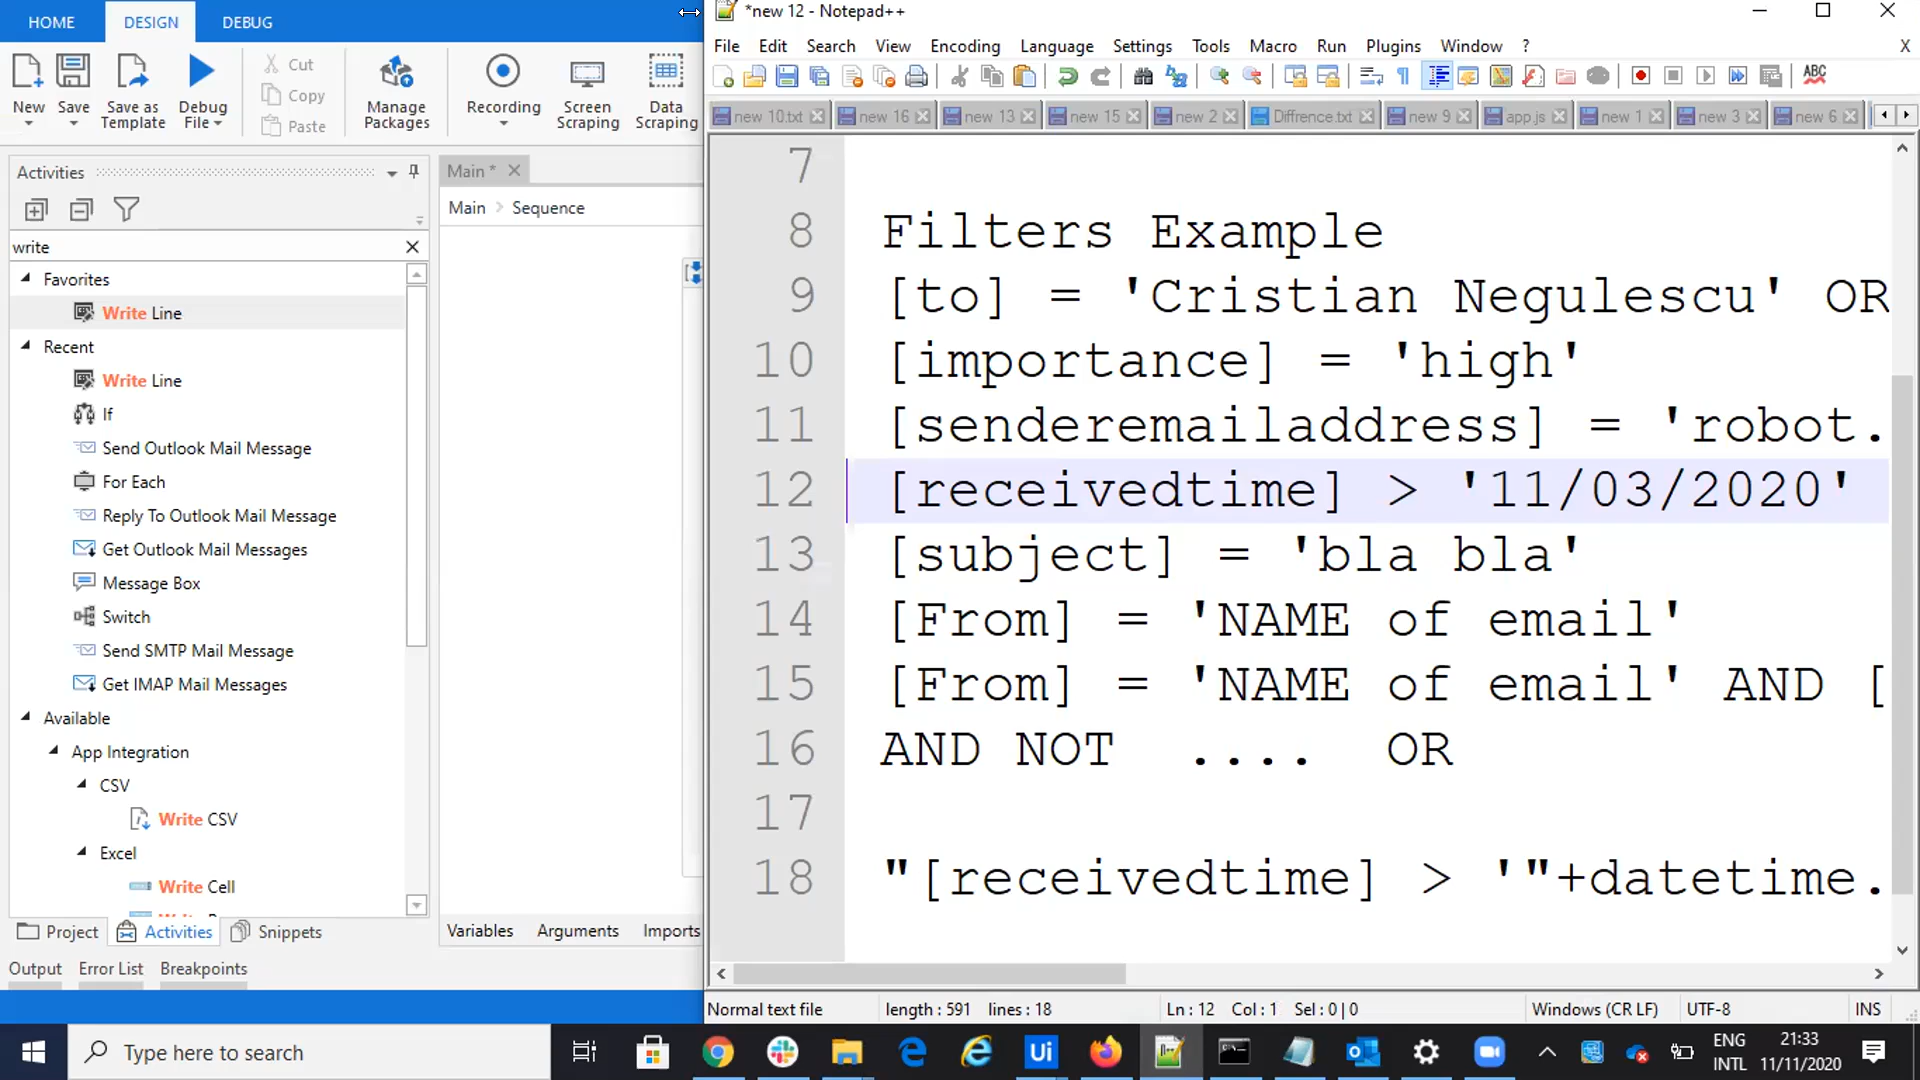 HOME DESIGN DEBUG
*new 12 - Notepad++
File Edit Search View Encoding Language Settings Tools Macro Run Plugins Window ? X
New Save Save as Template Debug File Cut Copy Paste Manage Packages Recording Screen Scraping Data Scraping
new 10.txt new 16 new 13 new 15 new 2 Diffrence.txt new 9 app.js new 1 new 3 new 6
Activities
write
Favorites
Write Line
Recent
Write Line
If
Send Outlook Mail Message
For Each
Reply To Outlook Mail Message
Get Outlook Mail Messages
Message Box
Switch
Send SMTP Mail Message
Get IMAP Mail Messages
Available
App Integration
CSV
Write CSV
Excel
Write Cell
Project Activities Snippets
Output Error List Breakpoints
Main *
Main > Sequence
Variables Arguments Imports
7
8 Filters Example
9 [to] = 'Cristian Negulescu' OR
10 [importance] = 'high'
11 [senderemailaddress] = 'robot.
12 [receivedtime] > '11/03/2020'
13 [subject] = 'bla bla'
14 [From] = 'NAME of email'
15 [From] = 'NAME of email' AND [
16 AND NOT .... OR
17
18 "[receivedtime] > '"+datetime.
Normal text file length : 591 lines : 18 Ln : 12 Col : 1 Sel : 0 | 0 Windows (CR LF) UTF-8 INS
Type here to search
Ui
ENG
INTL
21:33
11/11/2020